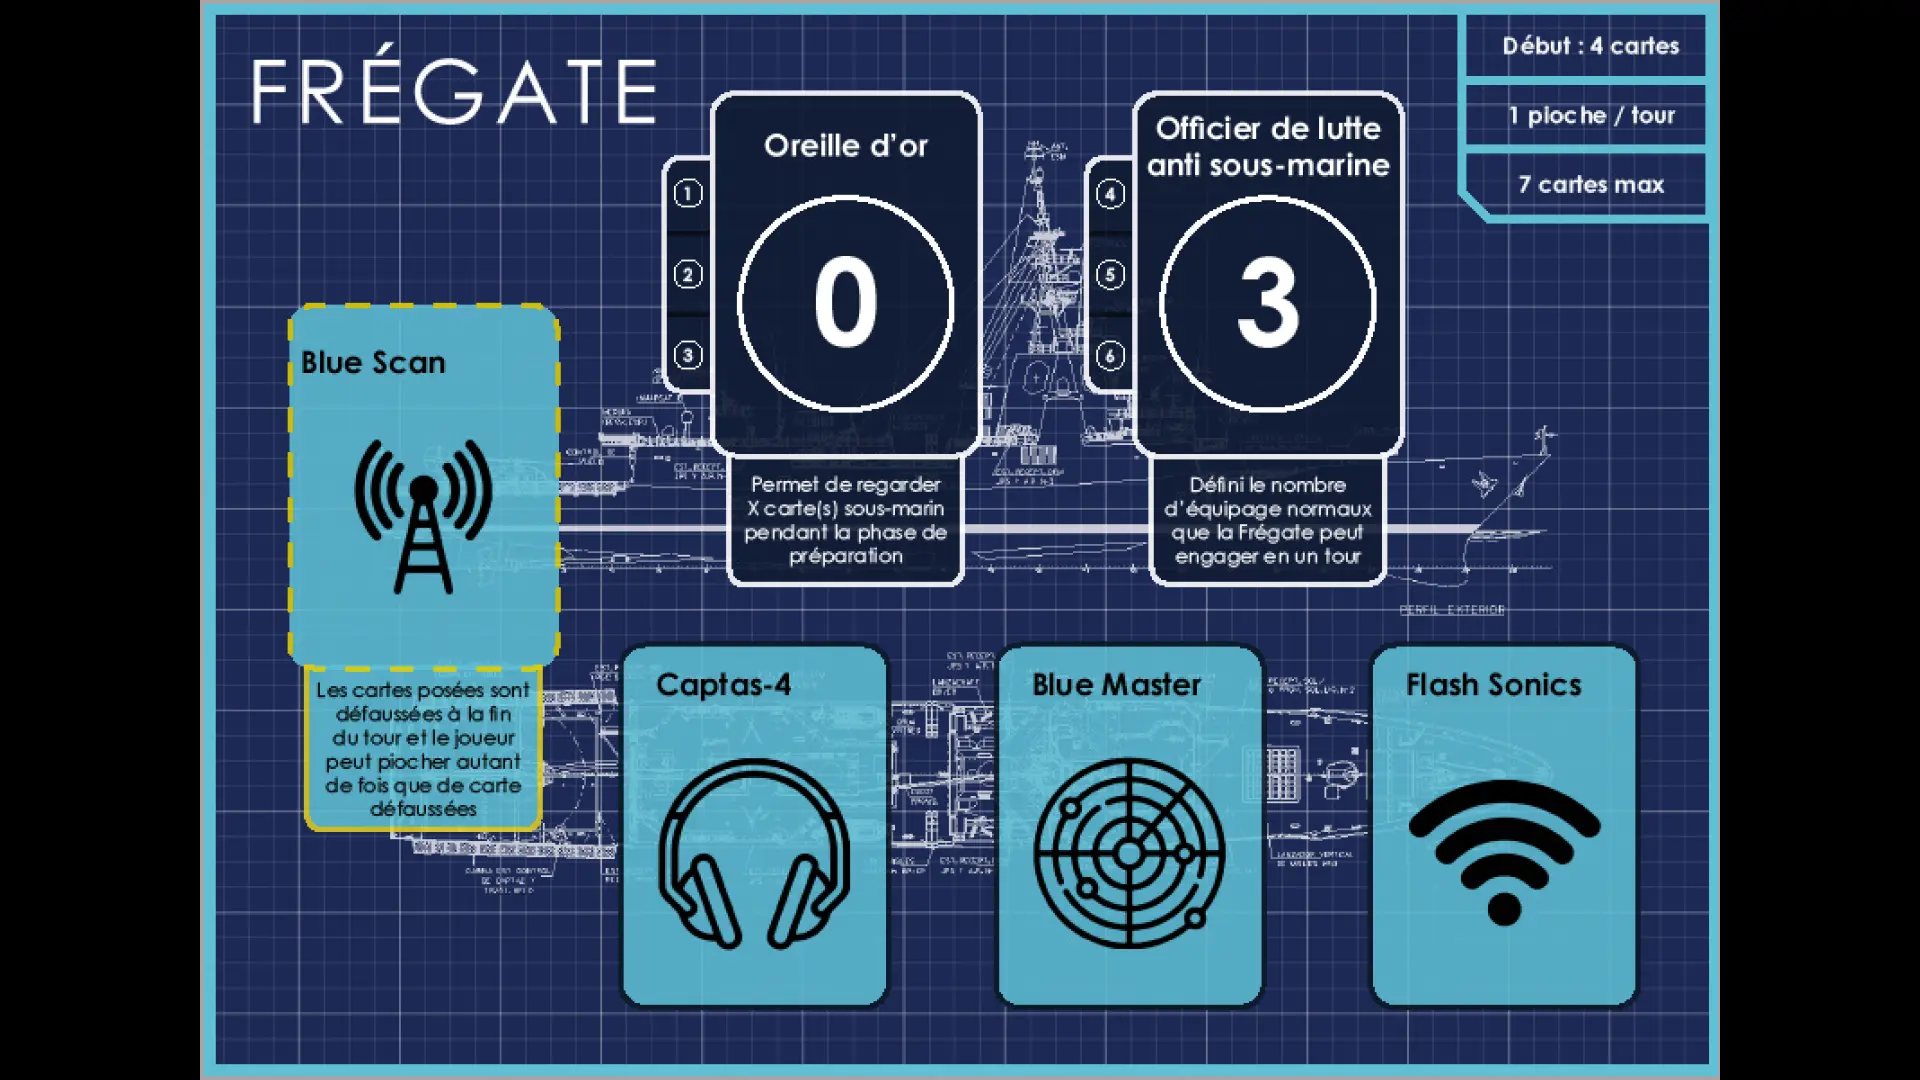 FRÉGATE
Début : 4 cartes
1 pioche / tour
7 cartes max
Oreille d'or
1
2
3
0
Permet de regarder
X carte(s) sous-marin
pendant la phase de
préparation
Officier de lutte
anti sous-marine
4
5
6
3
Défini le nombre
d'équipage normaux
que la Frégate peut
engager en un tour
Blue Scan
Les cartes posées sont
défaussées à la fin
du tour et le joueur
peut piocher autant
de fois que de carte
défaussées
PERFIL EXTERIOR
Captas-4
Blue Master
Flash Sonics